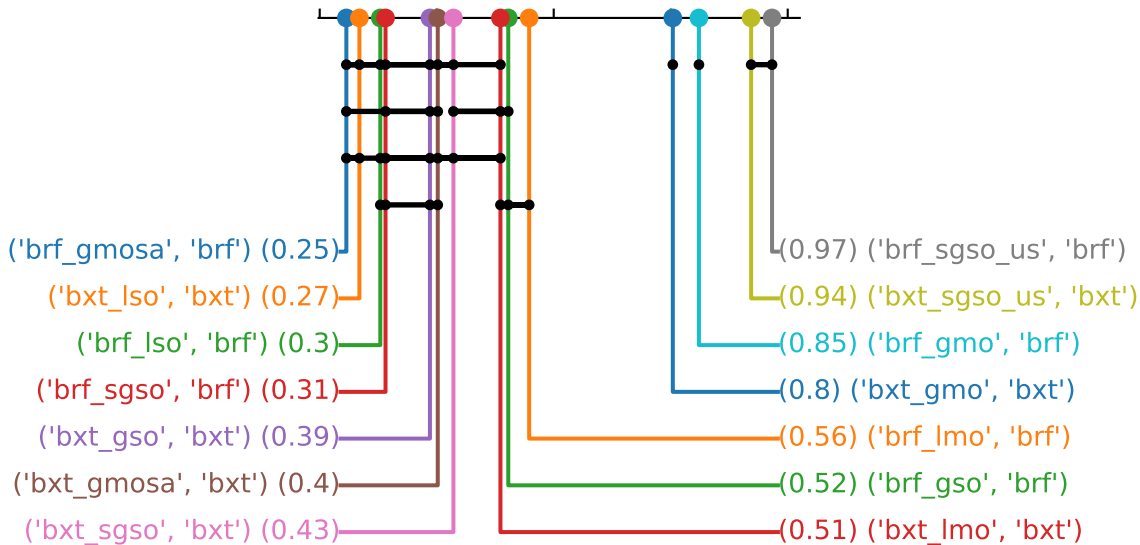 ('brf_gmosa', 'brf') (0.25)
('bxt_lso', 'bxt') (0.27)
('brf_lso', 'brf') (0.3)
('brf_sgso', 'brf') (0.31)
('bxt_gso', 'bxt') (0.39)
('bxt_gmosa', 'bxt') (0.4)
('bxt_sgso', 'bxt') (0.43)
(0.97) ('brf_sgso_us', 'brf')
(0.94) ('bxt_sgso_us', 'bxt')
(0.85) ('brf_gmo', 'brf')
(0.8) ('bxt_gmo', 'bxt')
(0.56) ('brf_lmo', 'brf')
(0.52) ('brf_gso', 'brf')
(0.51) ('bxt_lmo', 'bxt')